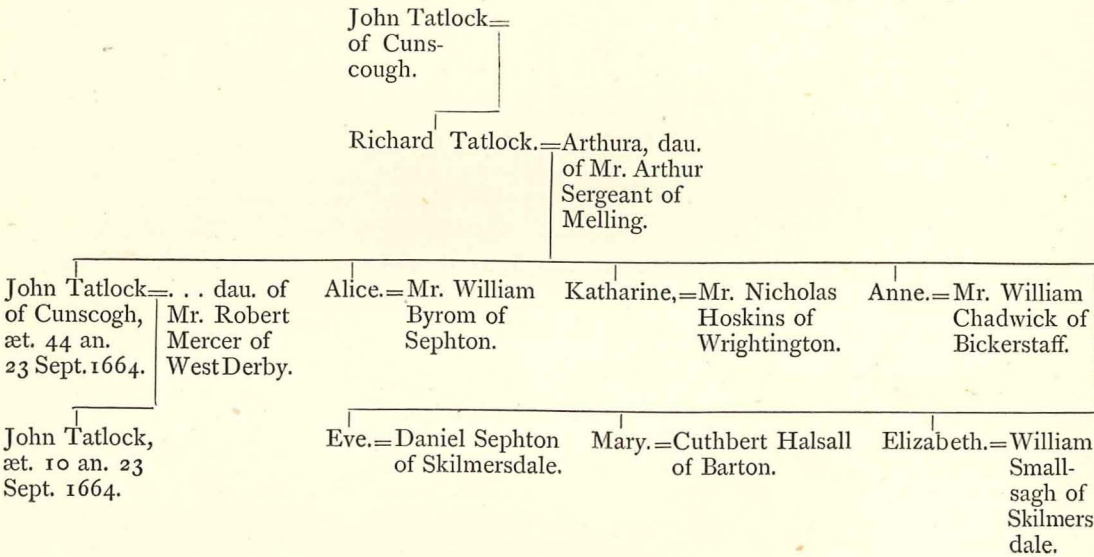 John Tatlock=
of Cuns-
cough.
Richard Tatlock.=Arthura, dau.
of Mr. Arthur
Sergeant of
Melling.
John Tatlock=. . . dau. of
of Cunscogh, Mr. Robert
æt. 44 an. Mercer of
23 Sept. 1664. West Derby.
Alice.=Mr. William
Byrom of
Sephton.
Katharine,=Mr. Nicholas
Hoskins of
Wrightington.
Anne.=Mr. William
Chadwick of
Bickerstaff.
John Tatlock,
æt. 10 an. 23
Sept. 1664.
Eve.=Daniel Sephton
of Skilmersdale.
Mary.=Cuthbert Halsall
of Barton.
Elizabeth.=William
Small-
sagh of
Skilmers
dale.